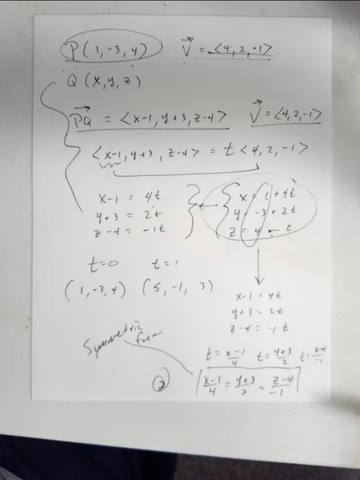 P(1,-3,4) V⃗ = <4,2,-1>
Q(x,y,z)
PQ⃗ = <x-1,y+3,z-4> V⃗ = <4,2,-1>
<x-1,y+3,z-4> = t<4,2,-1>
x-1 = 4t
y+3 = 2t
z-t = -1t
x = 1+4t
y = -3+2t
z = 4 - t
t=0 t=1
(1,-3,4) (5,-1,3)
x-1 = 4t
y+3 = 2t
z-4 = -1t
t = x-1/4 t = y+3/2 t = z-4/-1
Symmetric form
x-1/4 = y+3/2 = z-4/-1
2